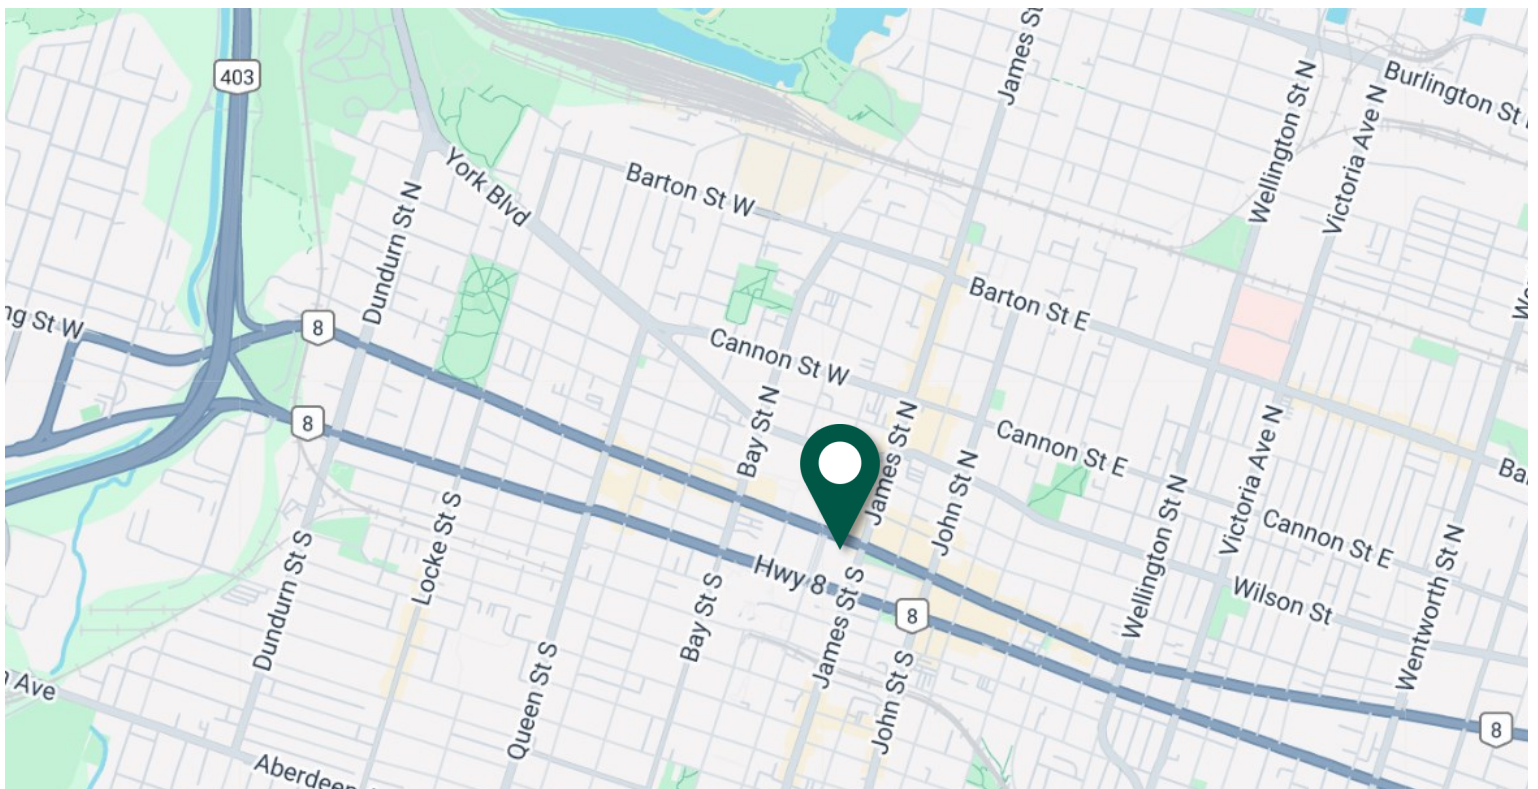 James St
403
Burlington St
Wellington St N
Victoria Ave N
York Blvd
Barton St W
Dundurn St N
Barton St E
ng St W
8
Cannon St W
8
Bay St N
James St N
Cannon St E
John St N
Victoria Ave N
Ba
Locke St S
Wellington St N
Cannon St E
Wentworth St N
Dundurn St S
Hwy 8
James St S
8
Wilson St
Bay St S
Queen St S
John St S
Ave
Aberdeen
8